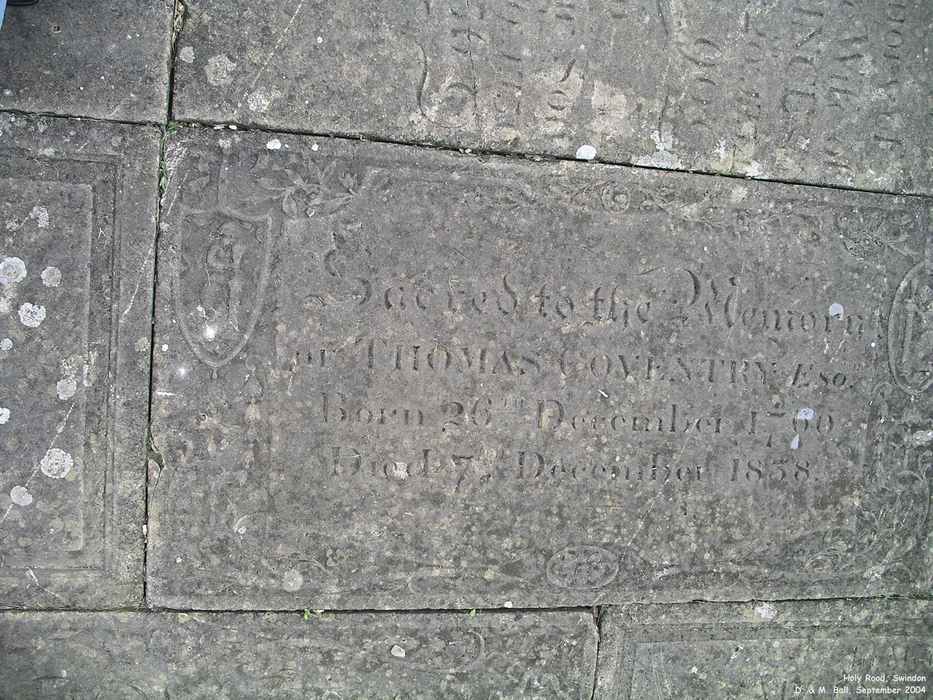 Sacred to the Memory
of THOMAS COVENTRY Esqr.
Born 26th December 1760
Died 7th December 1838.
Holy Rood, Swindon
D. & M. Ball, September 2004